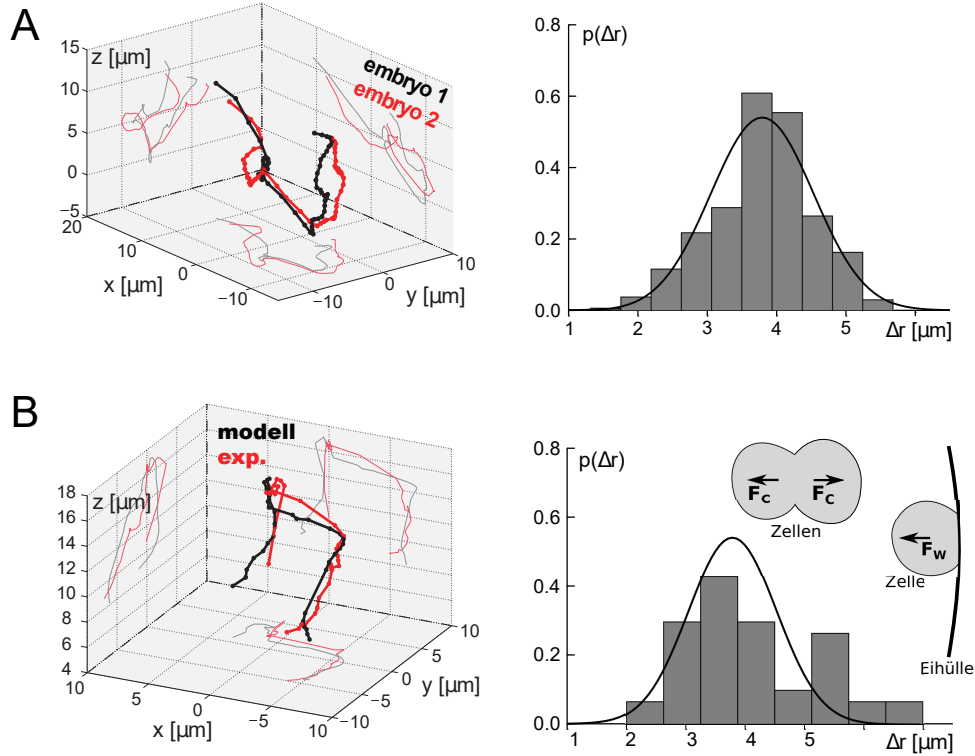 A
z [µm]
15
10
5
0
−5
20
10
0
−10
x [µm]
−10
0
10
y [µm]
embryo 1
embryo 2
0.8
p(Δr)
0.6
0.4
0.2
0.0
1
2
3
4
5
Δr [µm]
B
modell
exp.
z [µm]
18
16
14
12
10
8
6
4
10
5
0
−5
10
x [µm]
−10
−5
0
5
10
y [µm]
0.8
p(Δr)
0.6
0.4
0.2
0.0
1
2
3
4
5
Δr [µm]
Fc
Fc
Zellen
Fw
Zelle
Eihülle